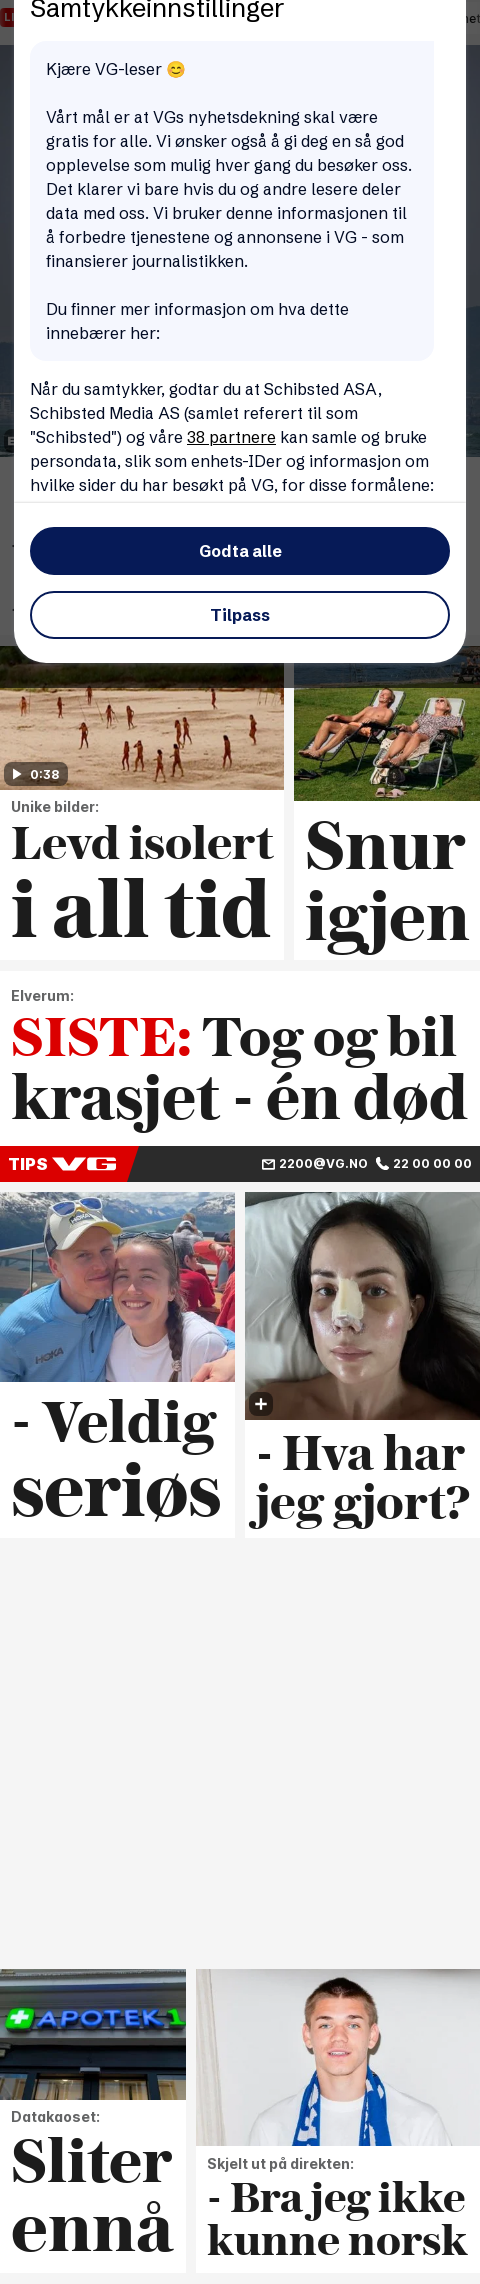 Samtykkeinnstillinger
Kjære VG-leser 😊
Vårt mål er at VGs nyhetsdekning skal være
gratis for alle. Vi ønsker også å gi deg en så god
opplevelse som mulig hver gang du besøker oss.
Det klarer vi bare hvis du og andre lesere deler
data med oss. Vi bruker denne informasjonen til
å forbedre tjenestene og annonsene i VG - som
finansierer journalistikken.
Du finner mer informasjon om hva dette
innebærer her:
Når du samtykker, godtar du at Schibsted ASA,
Schibsted Media AS (samlet referert til som
"Schibsted") og våre 38 partnere kan samle og bruke
persondata, slik som enhets-IDer og informasjon om
hvilke sider du har besøkt på VG, for disse formålene:
Godta alle
Tilpass
0:38
Unike bilder:
Levd isolert
i all tid
Snur
igjen
Elverum:
SISTE: Tog og bil
krasjet - én død
TIPS VG 2200@VG.NO 22 00 00 00
- Veldig
seriøs
- Hva har
jeg gjort?
APOTEK 1
Datakaoset:
Sliter
ennå
Skjelt ut på direkten:
- Bra jeg ikke
kunne norsk